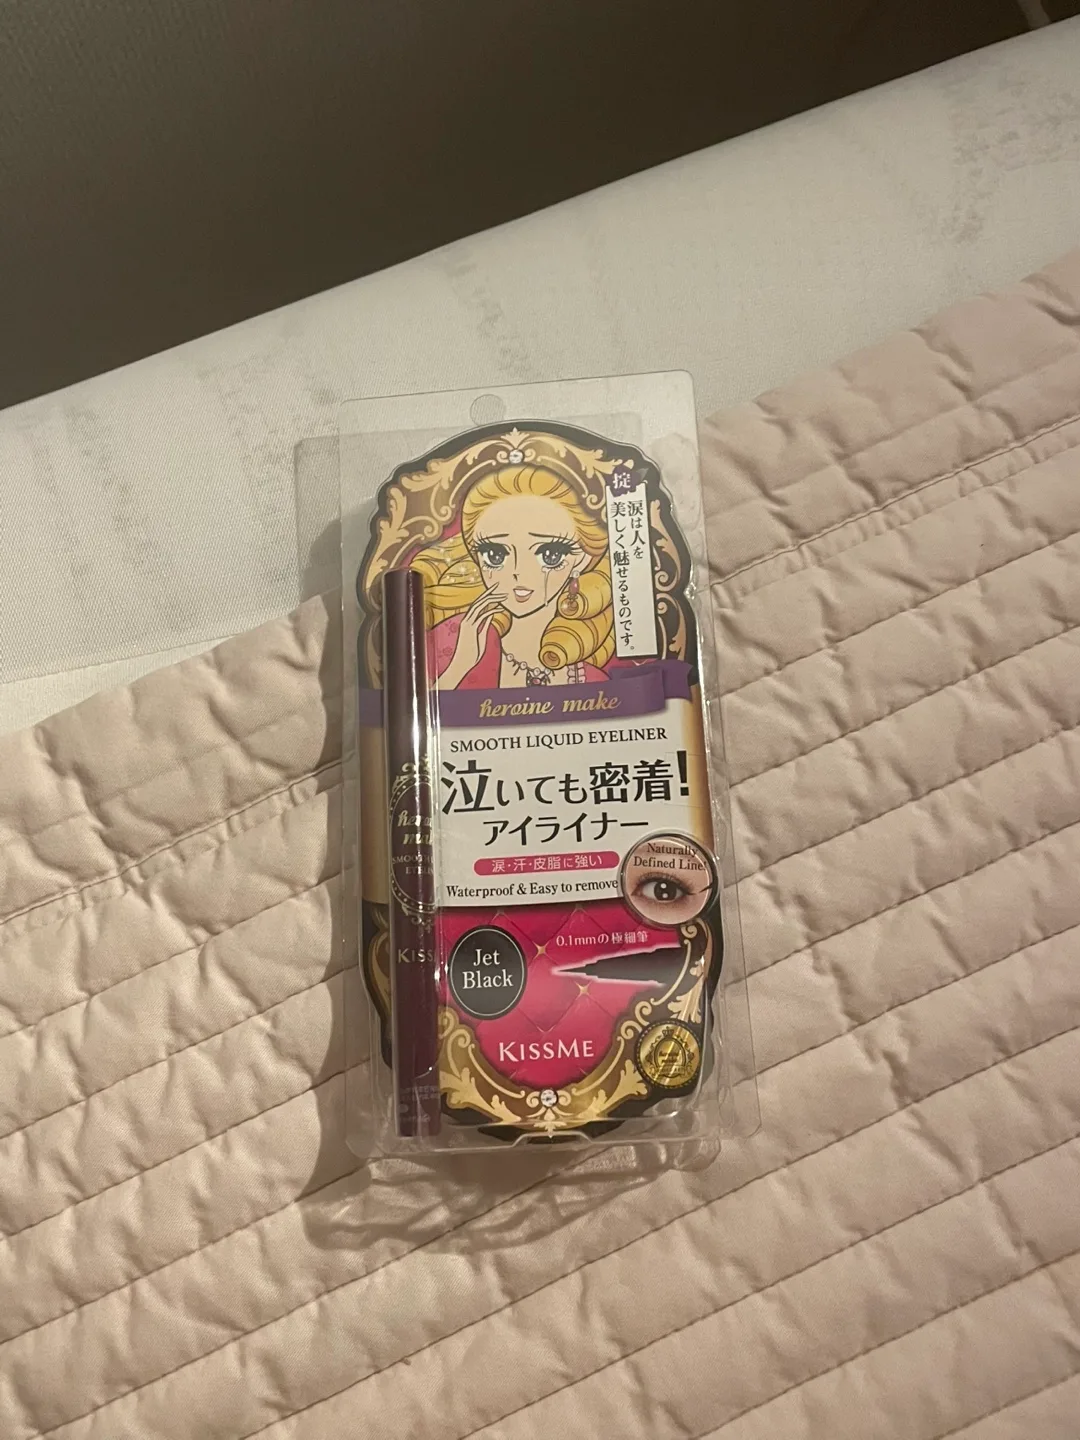 掟
涙は人を
美しく魅せるものです。
heroine make
SMOOTH LIQUID EYELINER
泣いても密着!
アイライナー
涙・汗・皮脂に強い
Waterproof & Easy to remove
Naturally
Defined Line
Jet
Black
0.1mmの極細筆
KISSME